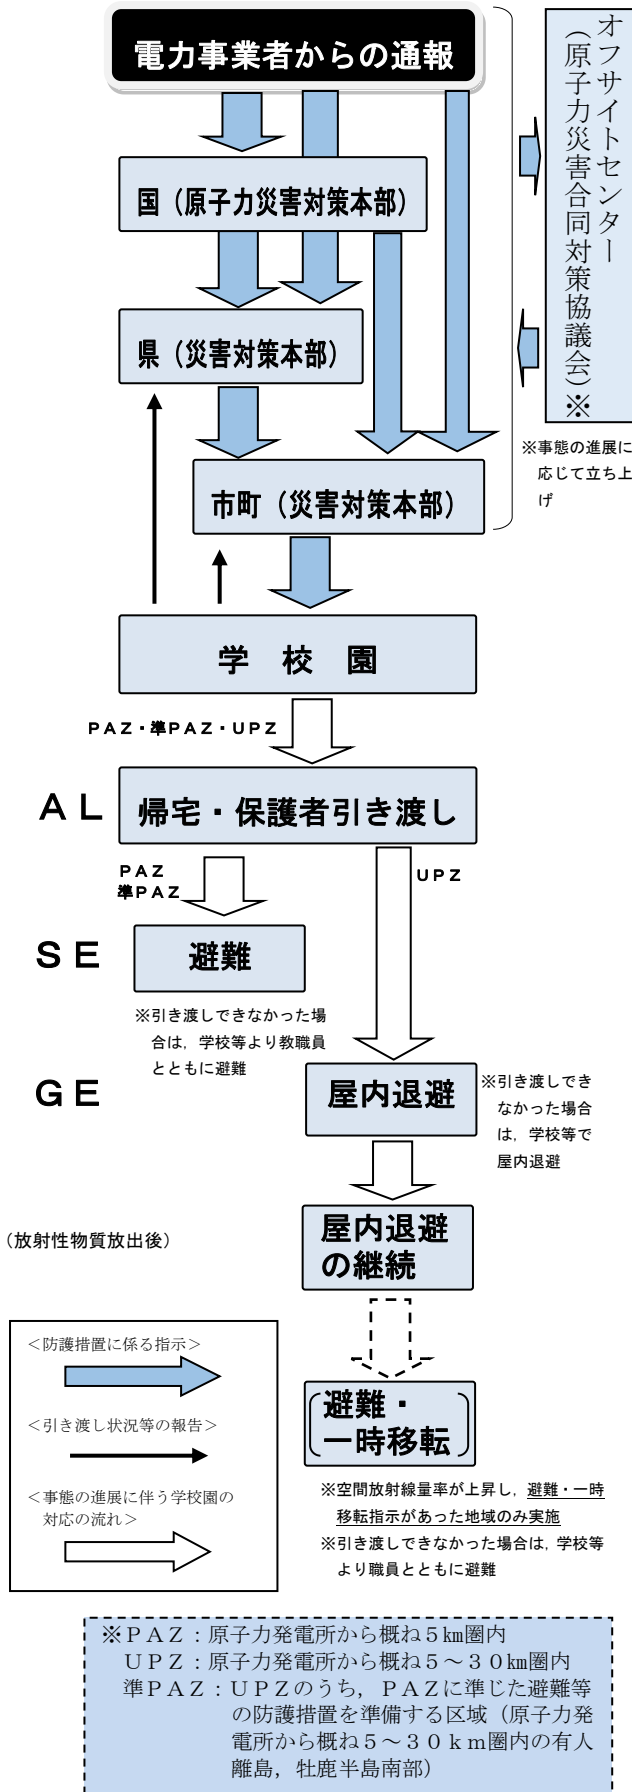 電力事業者からの通報
オフサイトセンター
（原子力災害合同対策協議会）※
国（原子力災害対策本部）
県（災害対策本部）
※事態の進展に
応じて立ち上
げ
市町（災害対策本部）
学　校　園
ＰＡＺ・準ＰＡＺ・ＵＰＺ
ＡＬ
帰宅・保護者引き渡し
ＰＡＺ
準ＰＡＺ
ＵＰＺ
ＳＥ
避難
※引き渡しできなかった場
合は，学校等より教職員
とともに避難
ＧＥ
屋内退避
※引き渡しでき
なかった場合
は，学校等で
屋内退避
屋内退避
の継続
（放射性物質放出後）
＜防護措置に係る指示＞
＜引き渡し状況等の報告＞
＜事態の進展に伴う学校園の
対応の流れ＞
避難・
一時移転
※空間放射線量率が上昇し，避難・一時
移転指示があった地域のみ実施
※引き渡しできなかった場合は，学校等
より職員とともに避難
※ＰＡＺ：原子力発電所から概ね５㎞圏内
ＵＰＺ：原子力発電所から概ね５～３０㎞圏内
準ＰＡＺ：ＵＰＺのうち，ＰＡＺに準じた避難等
の防護措置を準備する区域（原子力発
電所から概ね５～３０ｋｍ圏内の有人
離島，牡鹿半島南部）